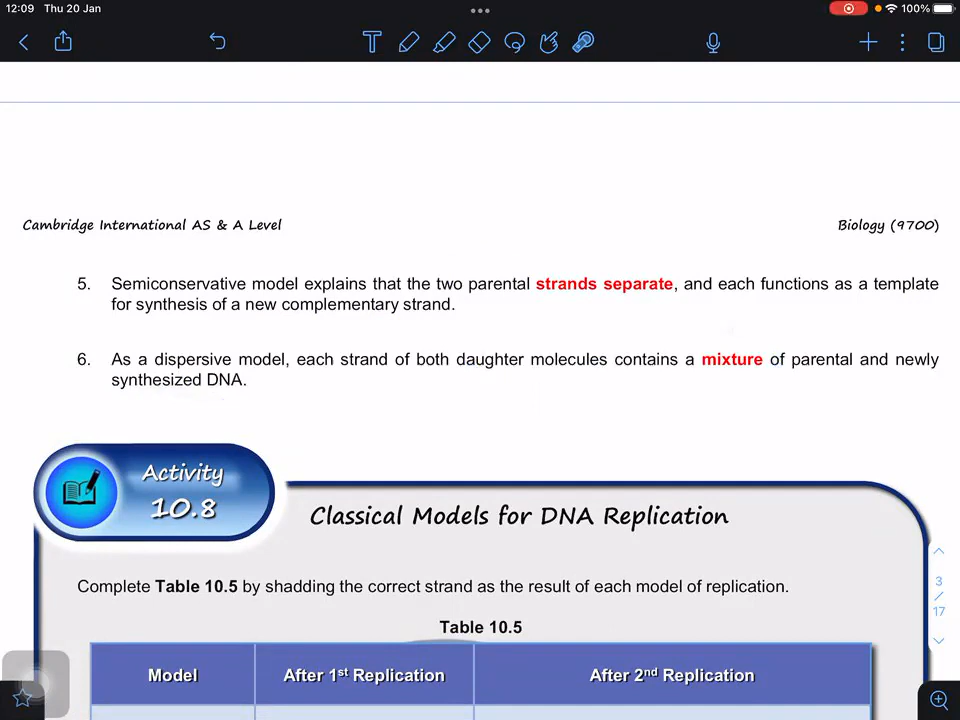 12:09 Thu 20 Jan
100%
Cambridge International AS & A Level
Biology (9700)
5. Semiconservative model explains that the two parental strands separate, and each functions as a template
for synthesis of a new complementary strand.
6. As a dispersive model, each strand of both daughter molecules contains a mixture of parental and newly
synthesized DNA.
Activity
10.8
Classical Models for DNA Replication
Complete Table 10.5 by shadding the correct strand as the result of each model of replication.
Table 10.5
Model
After 1st Replication
After 2nd Replication
3
/
17